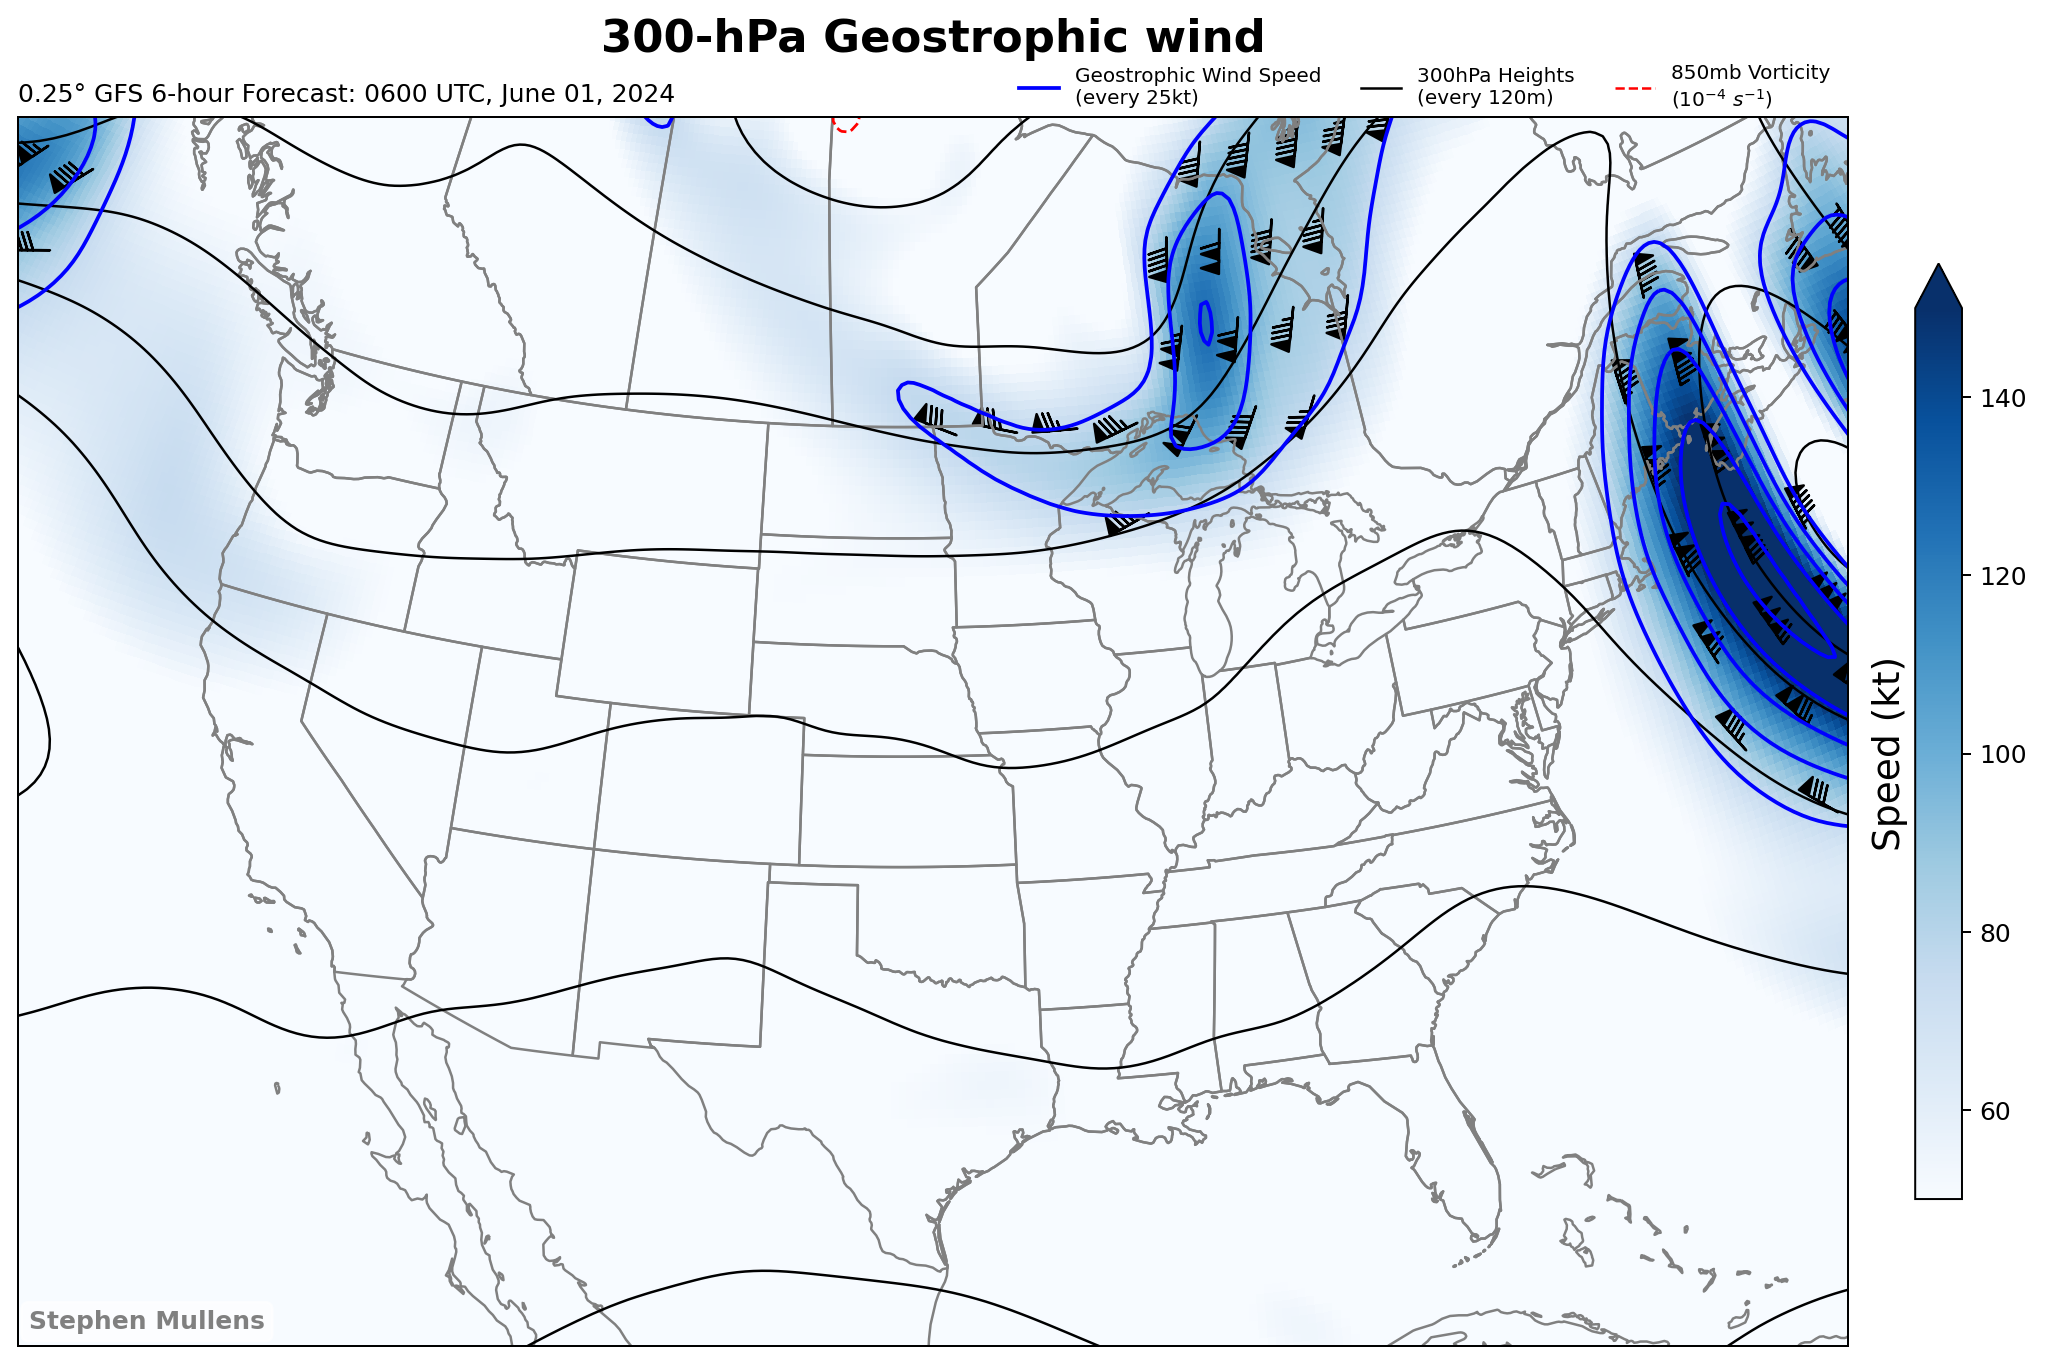 300-hPa Geostrophic wind
0.25° GFS 6-hour Forecast: 0600 UTC, June 01, 2024
Geostrophic Wind Speed
(every 25kt)
300hPa Heights
(every 120m)
850mb Vorticity
(10⁻⁴ s⁻¹)
140
120
100
80
60
Speed (kt)
Stephen Mullens